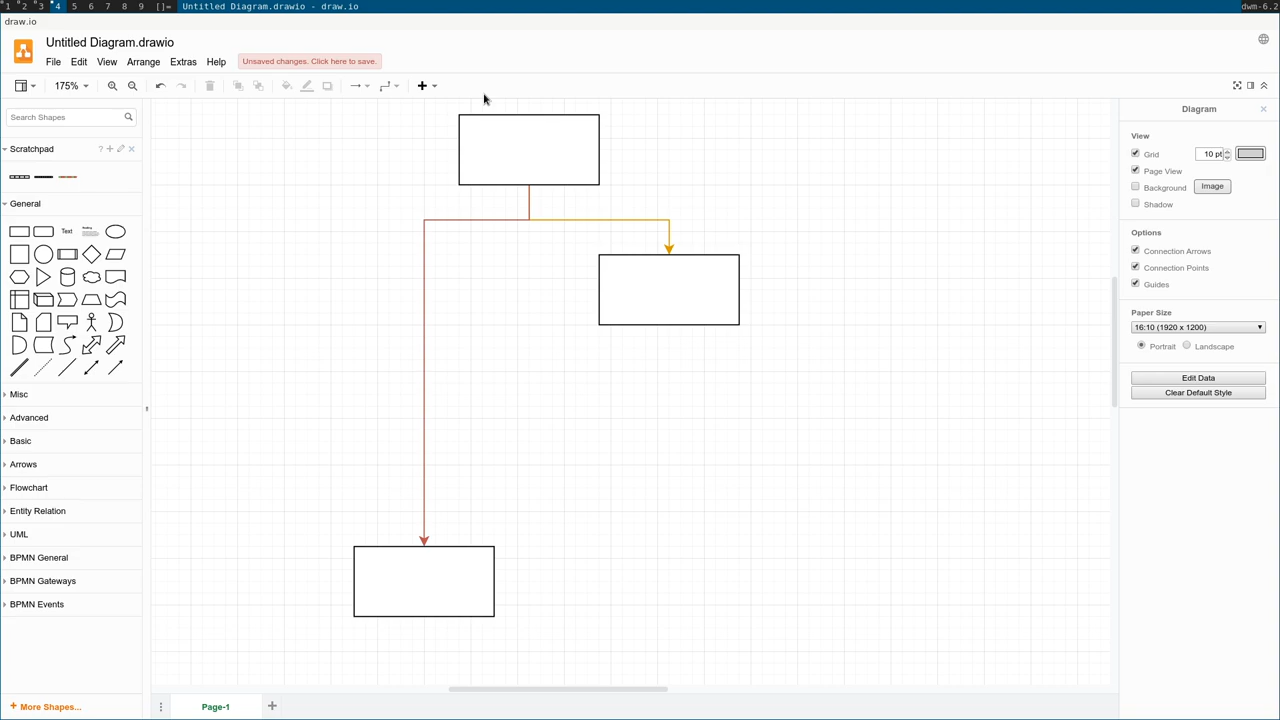 1 2 3 4 5 6 7 8 9 []= Untitled Diagram.drawio - draw.io dwm-6.2
draw.io
Untitled Diagram.drawio
File Edit View Arrange Extras Help Unsaved changes. Click here to save.
175%
Search Shapes
Scratchpad ?
General
Text
Misc
Advanced
Basic
Arrows
Flowchart
Entity Relation
UML
BPMN General
BPMN Gateways
BPMN Events
+ More Shapes...
Page-1
Diagram
View
Grid 10 pt
Page View
Background Image
Shadow
Options
Connection Arrows
Connection Points
Guides
Paper Size
16:10 (1920 x 1200)
Portrait Landscape
Edit Data
Clear Default Style